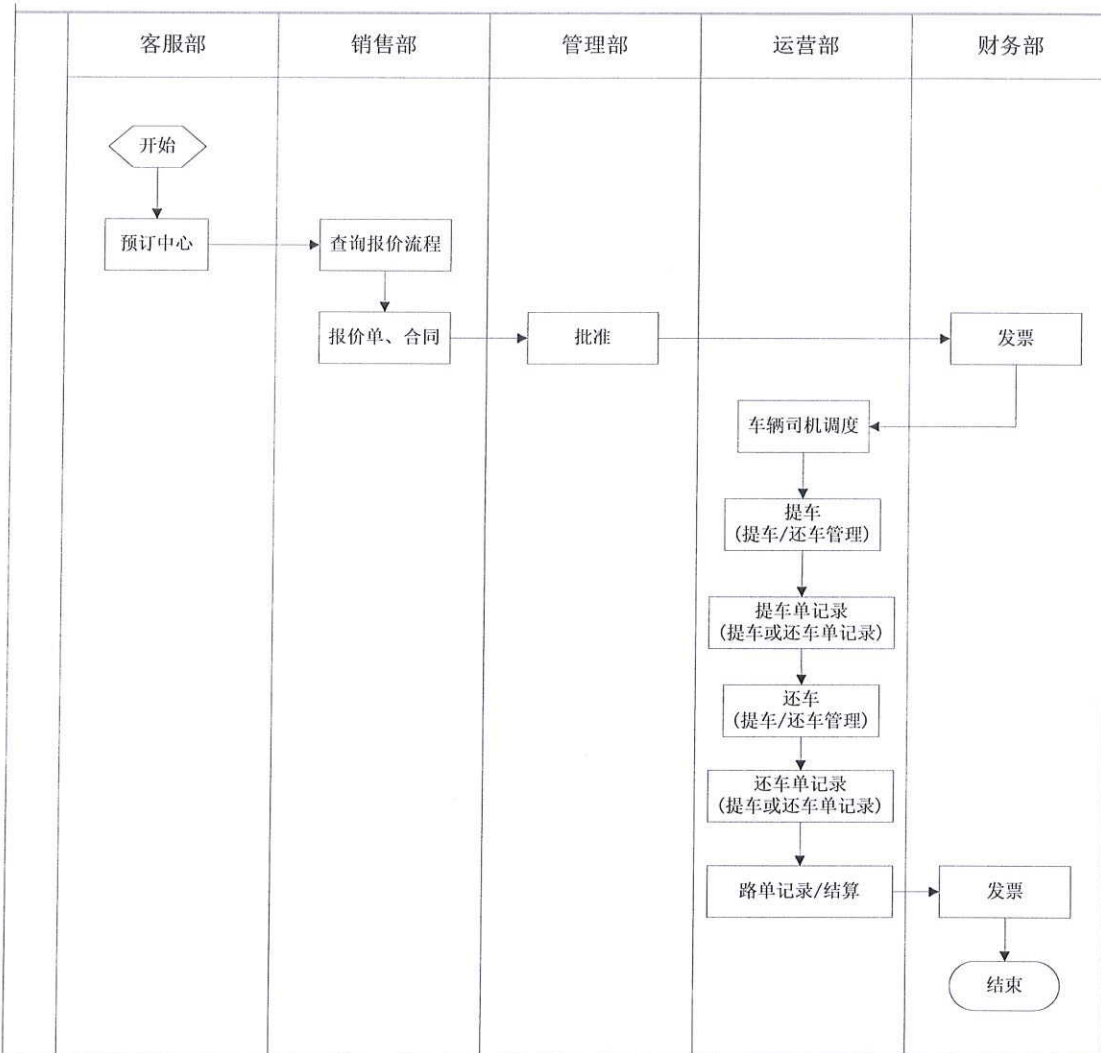 客服部
销售部
管理部
运营部
财务部
开始
预订中心
查询报价流程
报价单、合同
批准
发票
车辆司机调度
提车
(提车/还车管理)
提车单记录
(提车或还车单记录)
还车
(提车/还车管理)
还车单记录
(提车或还车单记录)
路单记录/结算
发票
结束